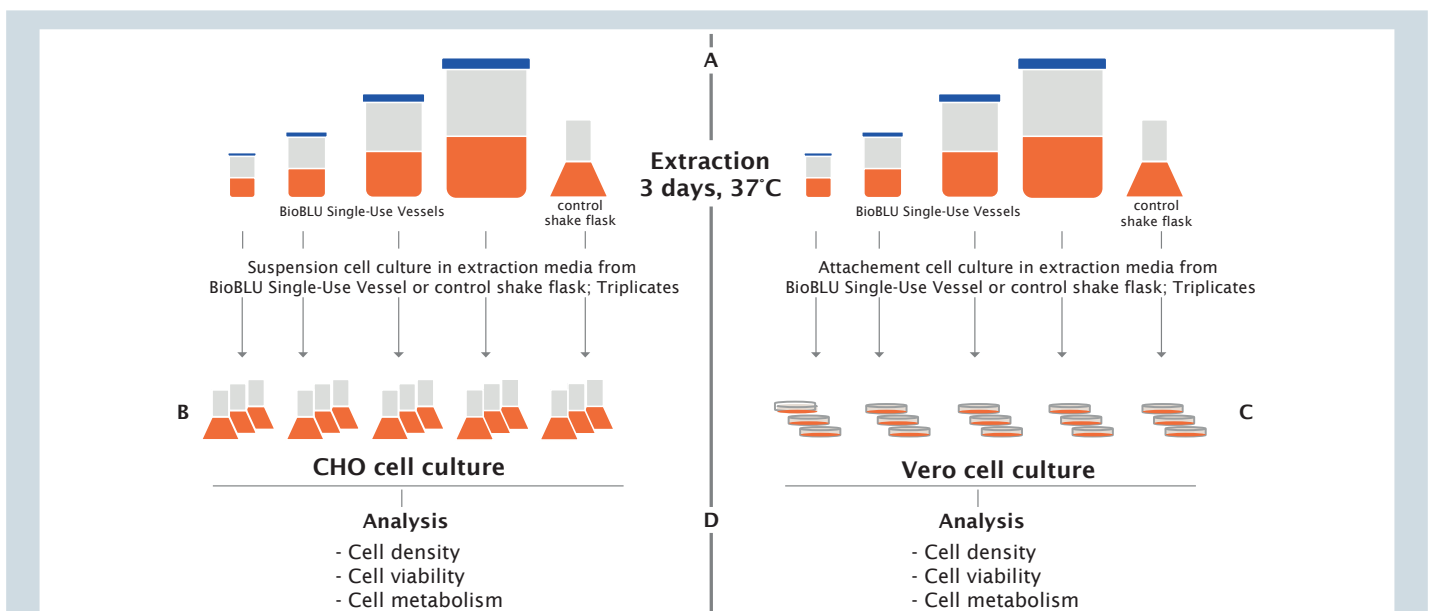 A
Extraction
3 days, 37°C
BioBLU Single-Use Vessels
control
shake flask
BioBLU Single-Use Vessels
control
shake flask
Suspension cell culture in extraction media from
BioBLU Single-Use Vessel or control shake flask; Triplicates
Attachement cell culture in extraction media from
BioBLU Single-Use Vessel or control shake flask; Triplicates
B
C
CHO cell culture
Vero cell culture
D
Analysis
- Cell density
- Cell viability
- Cell metabolism
Analysis
- Cell density
- Cell viability
- Cell metabolism